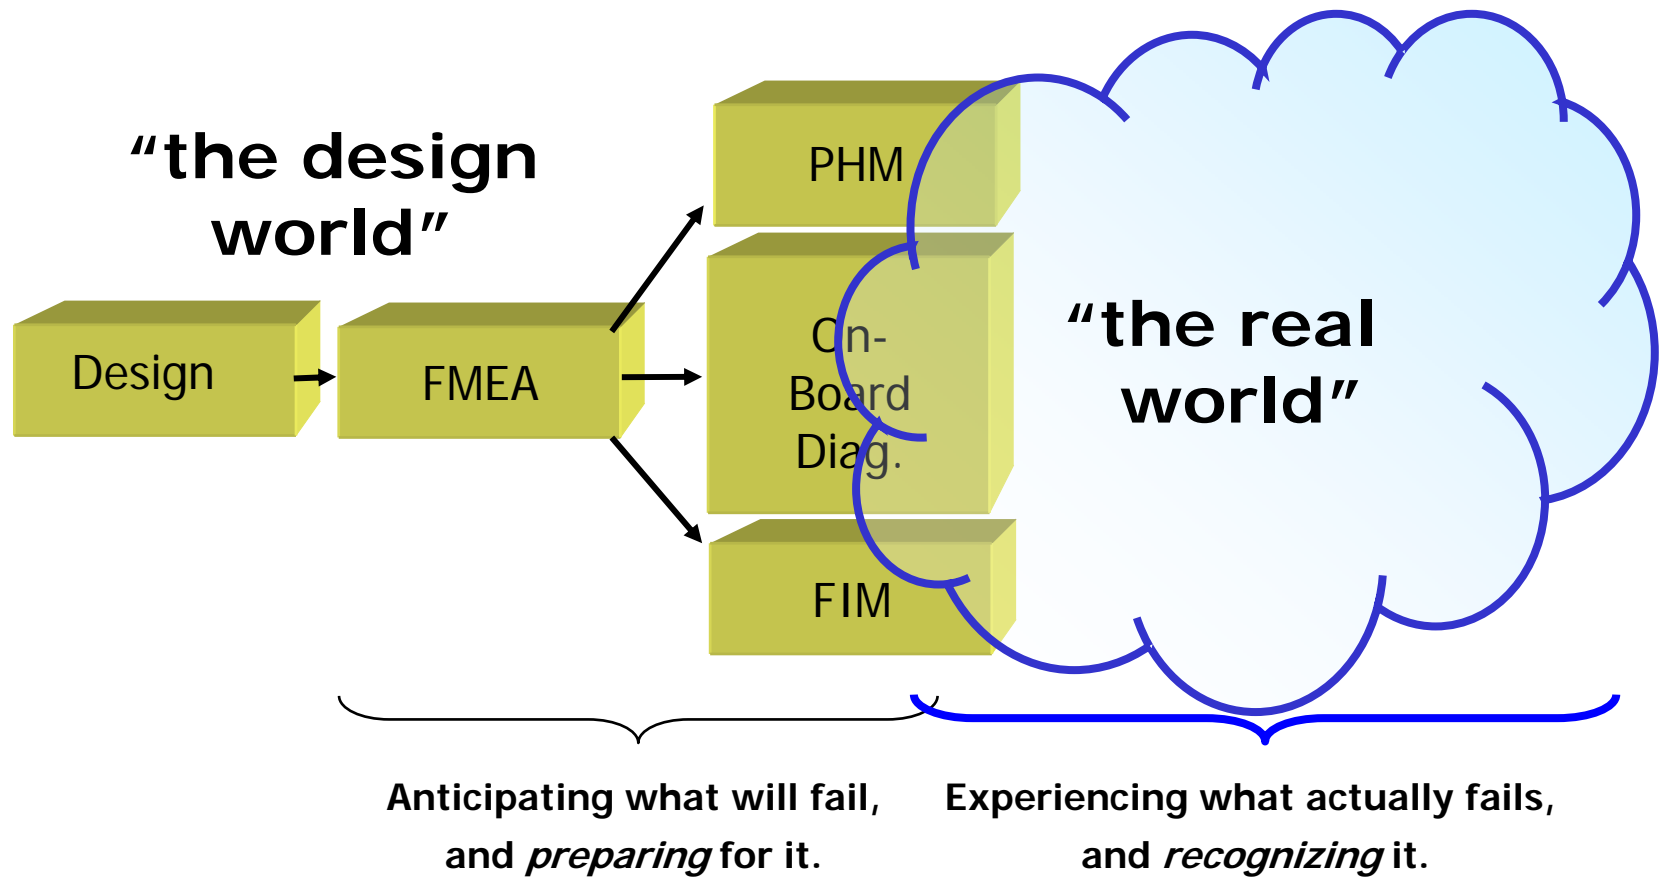 “the design
world”
Design
FMEA
PHM
On-
Board
Diag.
FIM
“the real
world”
Anticipating what will fail,
and preparing for it.
Experiencing what actually fails,
and recognizing it.